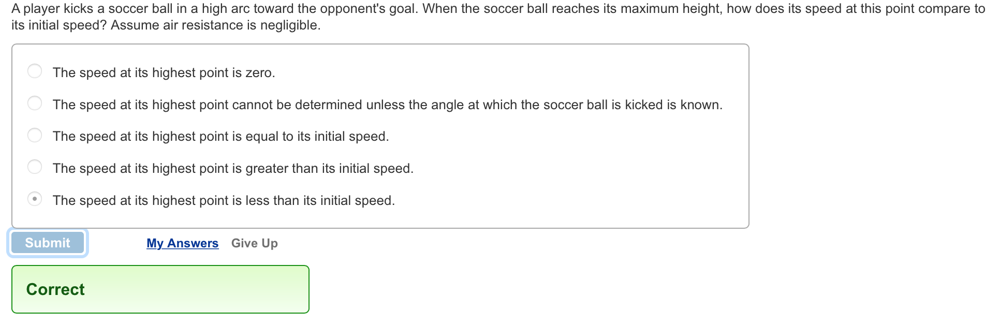 A player kicks a soccer ball in a high arc toward the opponent's goal. When the soccer ball reaches its maximum height, how does its speed at this point compare to
its initial speed? Assume air resistance is negligible.
The speed at its highest point is zero.
The speed at its highest point cannot be determined unless the angle at which the soccer ball is kicked is known.
The speed at its highest point is equal to its initial speed.
The speed at its highest point is greater than its initial speed.
The speed at its highest point is less than its initial speed.
Submit My Answers Give Up
Correct